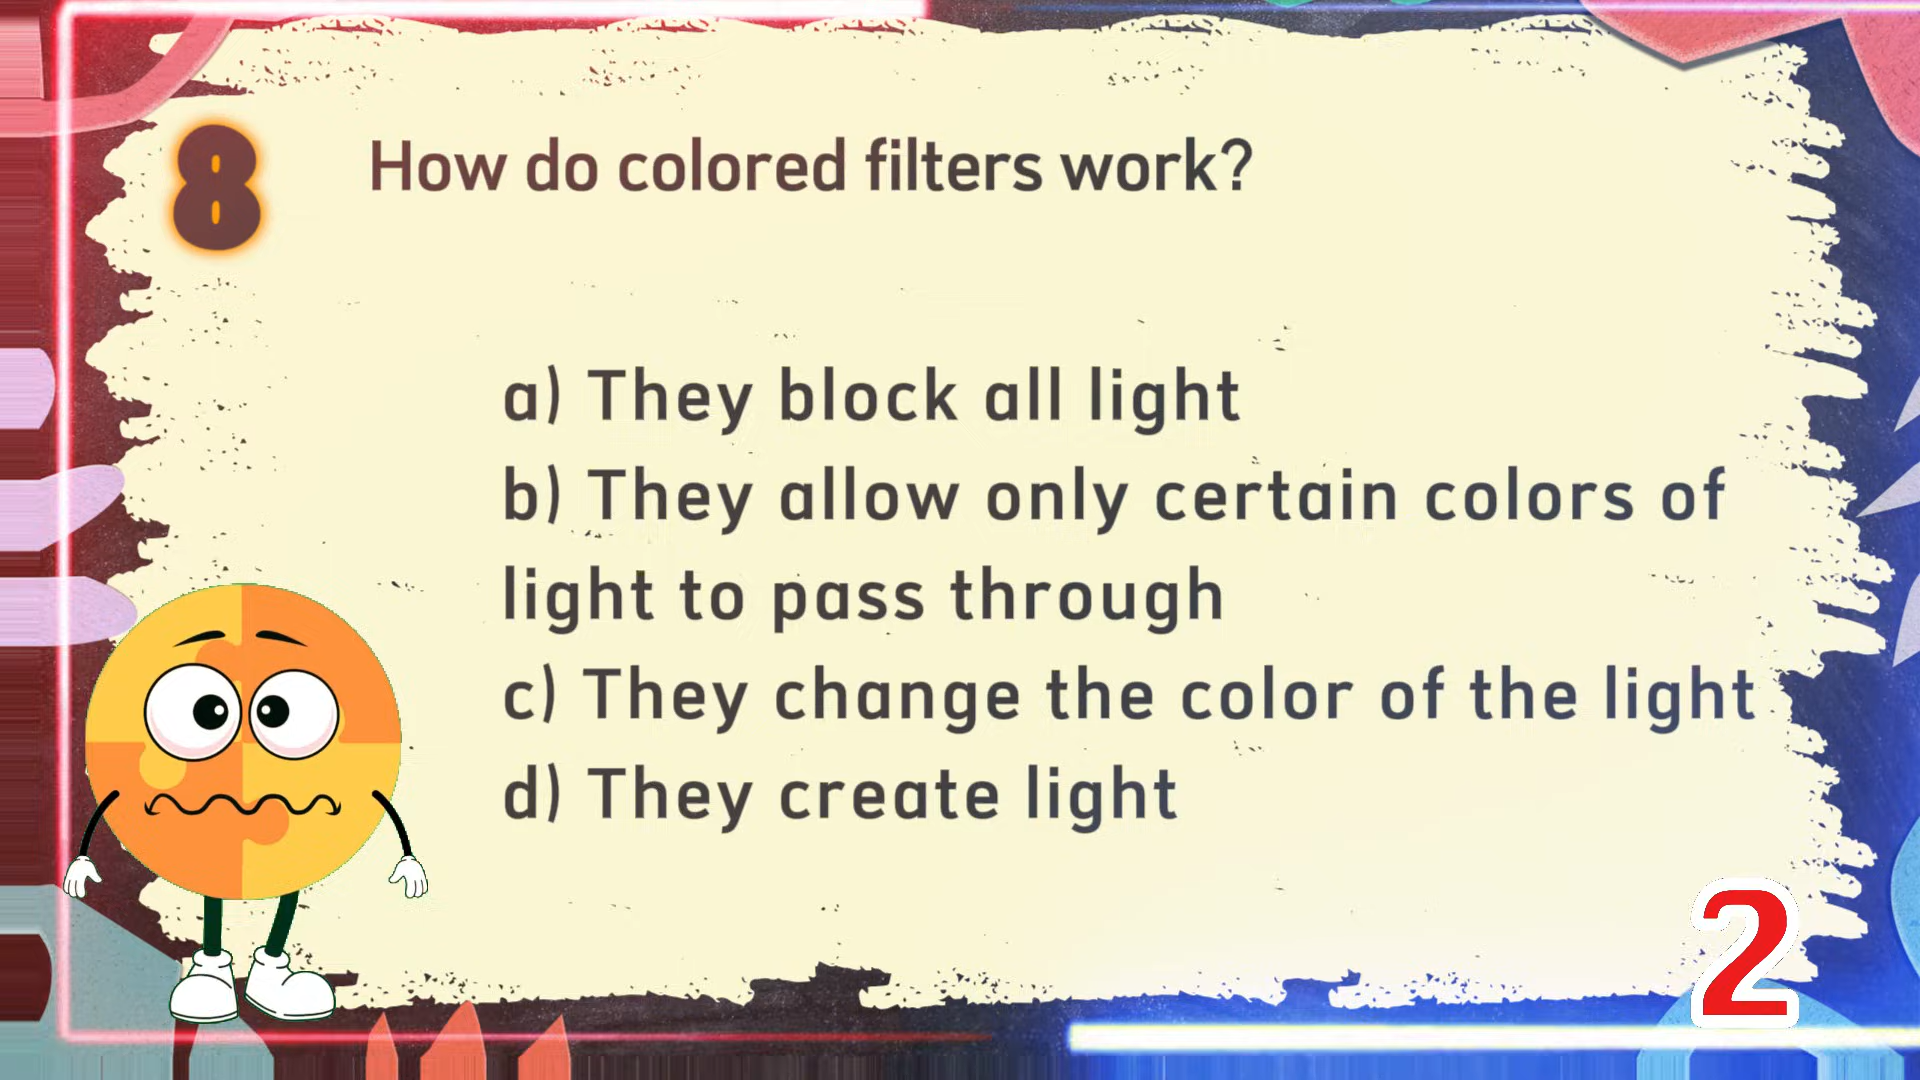 8
How do colored filters work?
a) They block all light
b) They allow only certain colors of
light to pass through
c) They change the color of the light
d) They create light
2